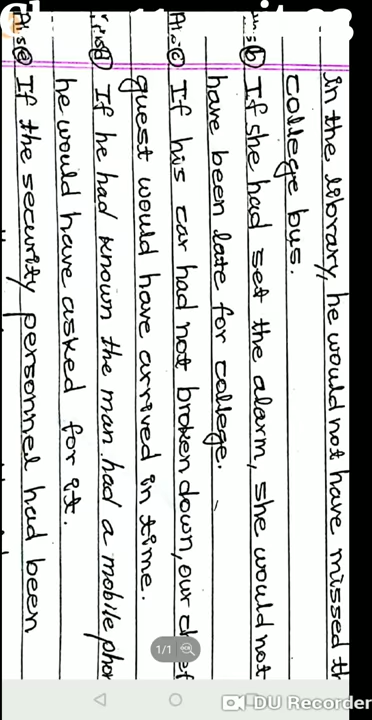 in the library, he would not have missed th
college bus.
Ans (b) If she had set the alarm, she would not
have been late for college.
(c) If his car had not broken down, our chief
guest would have arrived in time.
(d) If he had known the man had a mobile phon
he would have asked for it.
(e) If the security personnel had been
1/1
DU Recorder